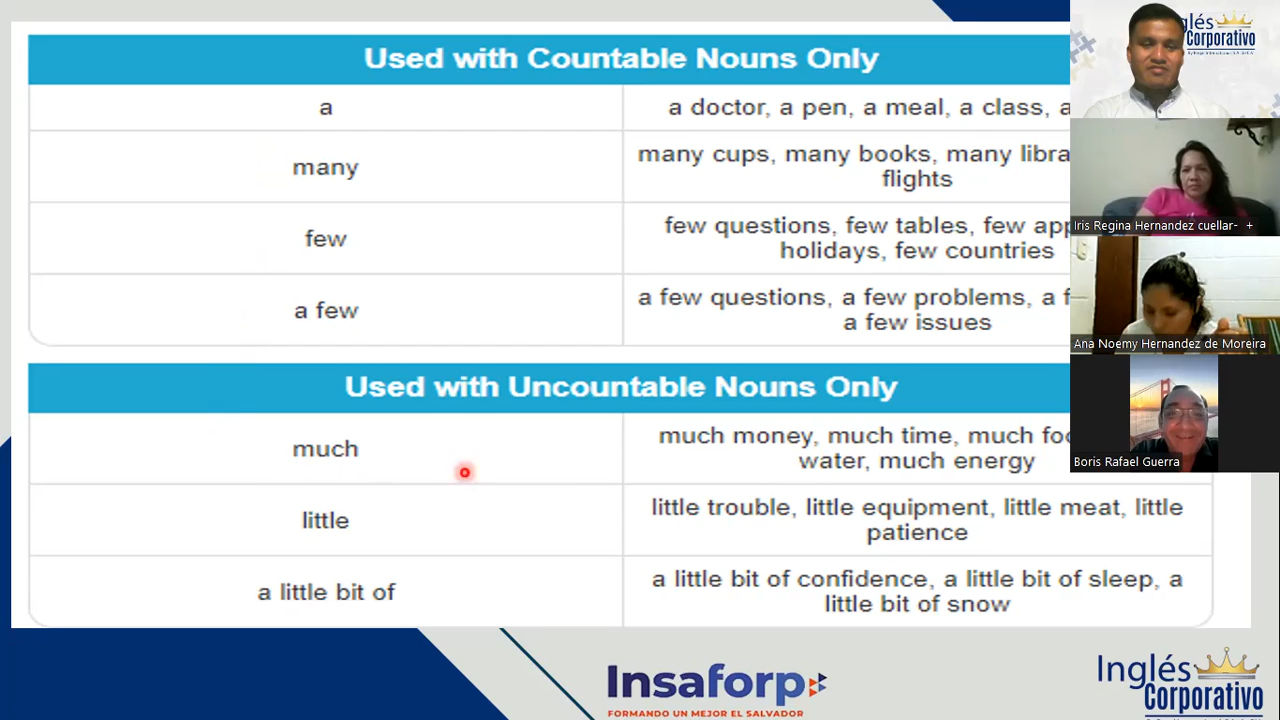 Used with Countable Nouns Only
a
a doctor, a pen, a meal, a class,
many
many cups, many books, many
flights
few
few questions, few tables, few
holidays, few countries
a few
a few questions, a few problems, a
a few issues
Used with Uncountable Nouns Only
much
much money, much time, much
water, much energy
little
little trouble, little equipment, little meat, little
patience
a little bit of
a little bit of confidence, a little bit of sleep, a
little bit of snow
Inglés
Corporativo
Iris Regina Hernandez cuellar- +
Ana Noemy Hernandez de Moreira
Boris Rafael Guerra
Insaforp
FORMANDO UN MEJOR EL SALVADOR
Inglés
Corporativo